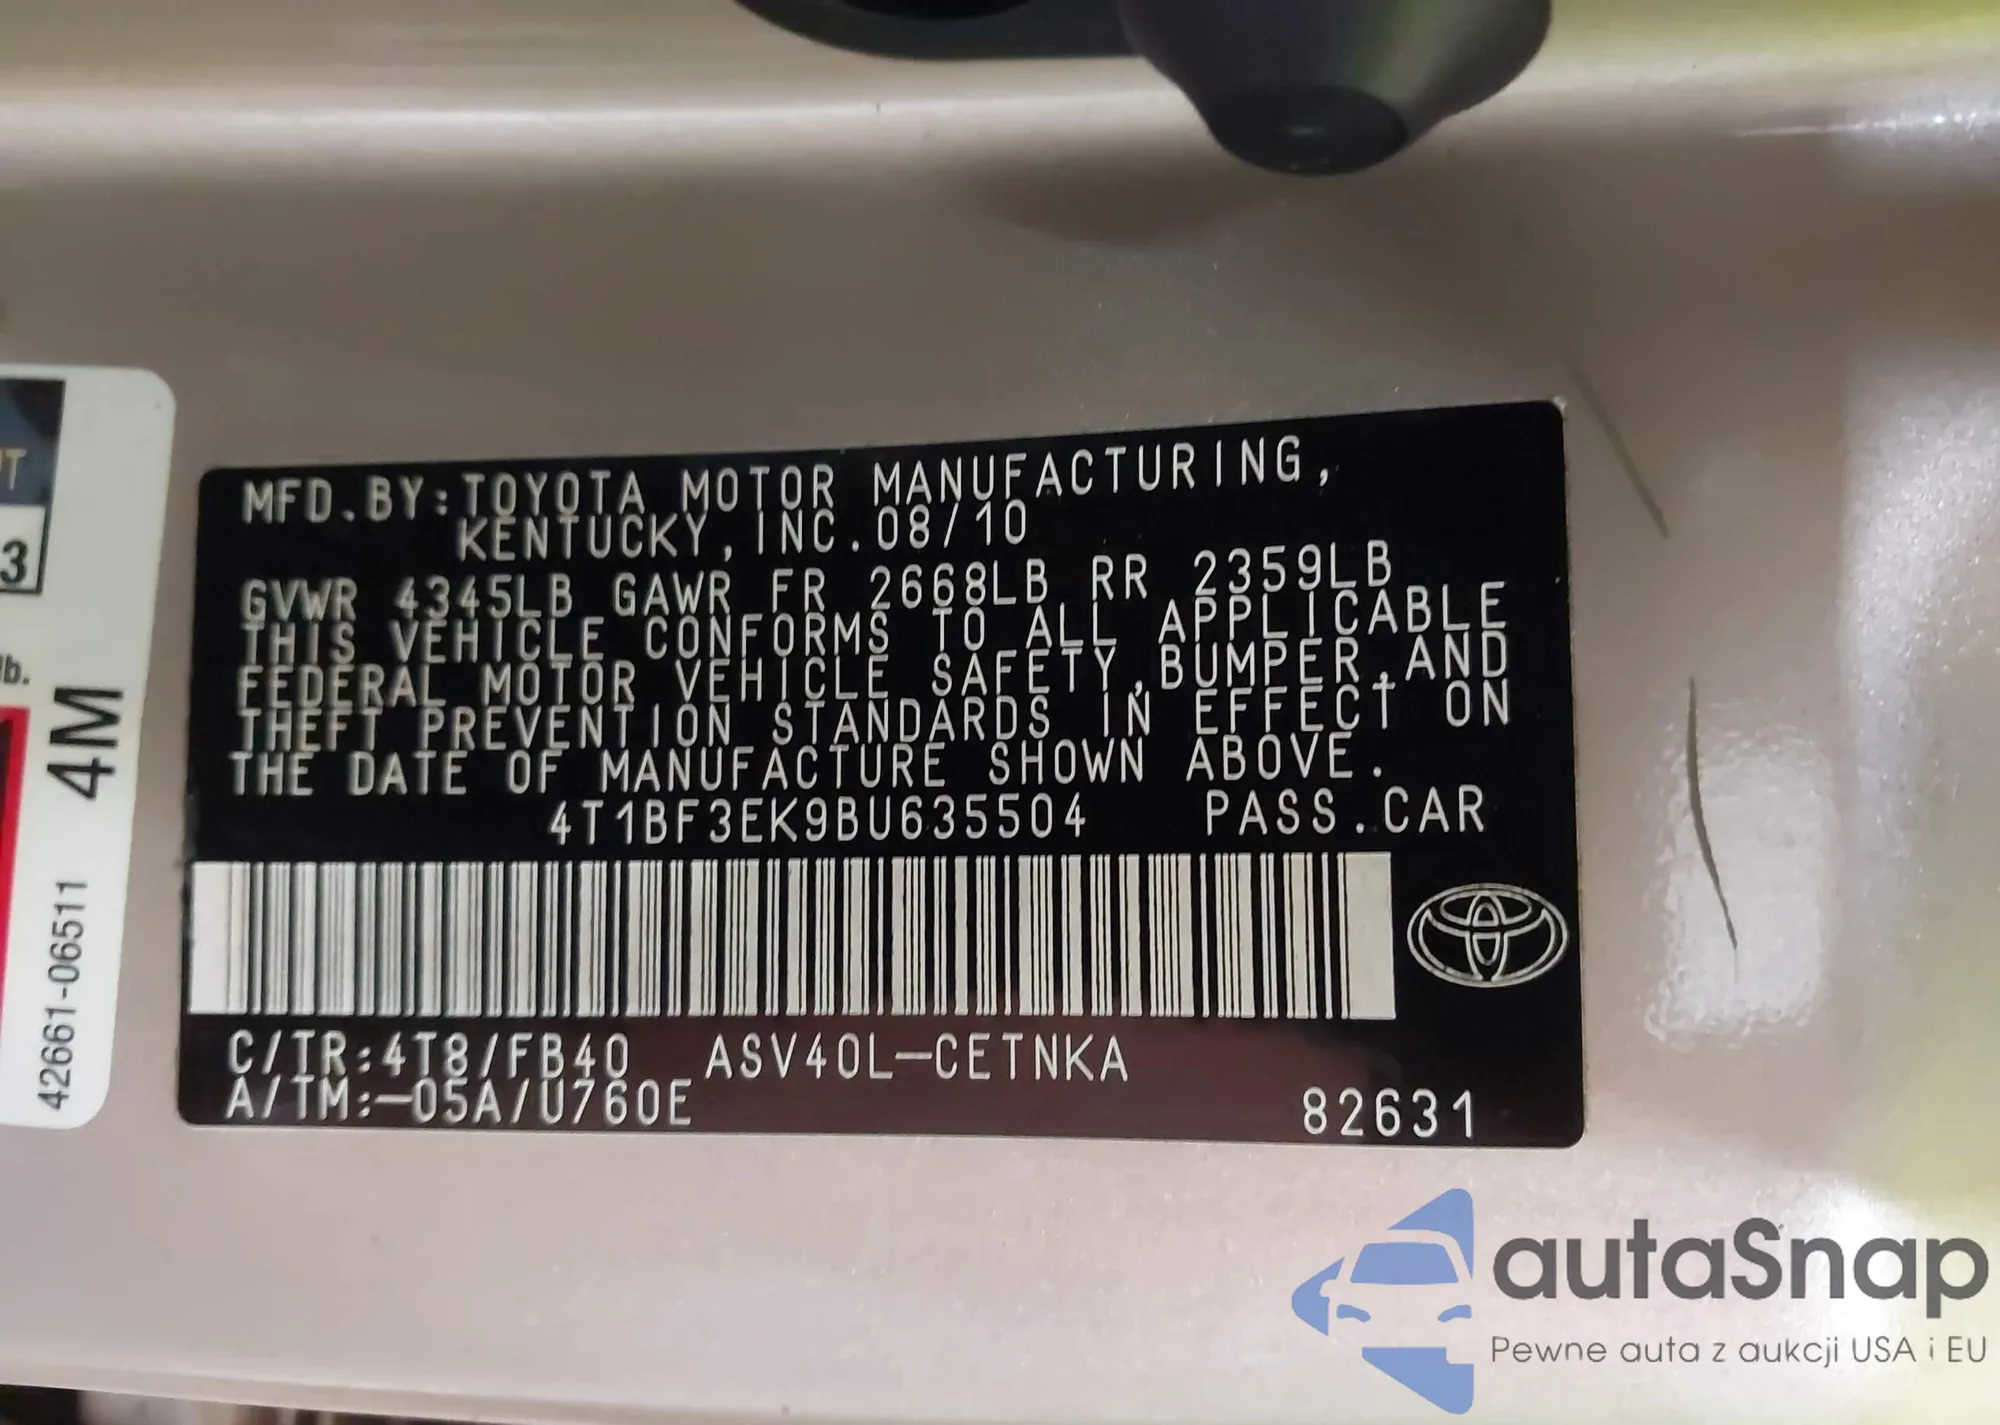 MFD.BY:TOYOTA MOTOR MANUFACTURING,
KENTUCKY,INC.08/10
GVWR 4345LB GAWR FR 2668LB RR 2359LB
THIS VEHICLE CONFORMS TO ALL APPLICABLE
FEDERAL MOTOR VEHICLE SAFETY,BUMPER,AND
THEFT PREVENTION STANDARDS IN EFFECT ON
THE DATE OF MANUFACTURE SHOWN ABOVE.
4T1BF3EK9BU635504 PASS.CAR
C/TR:4T8/FB40 ASV40L-CETNKA
A/TM:-05A/U760E 82631
3
lb.
4M
42661-06511
autaSnap
Pewne auta z aukcji USA i EU